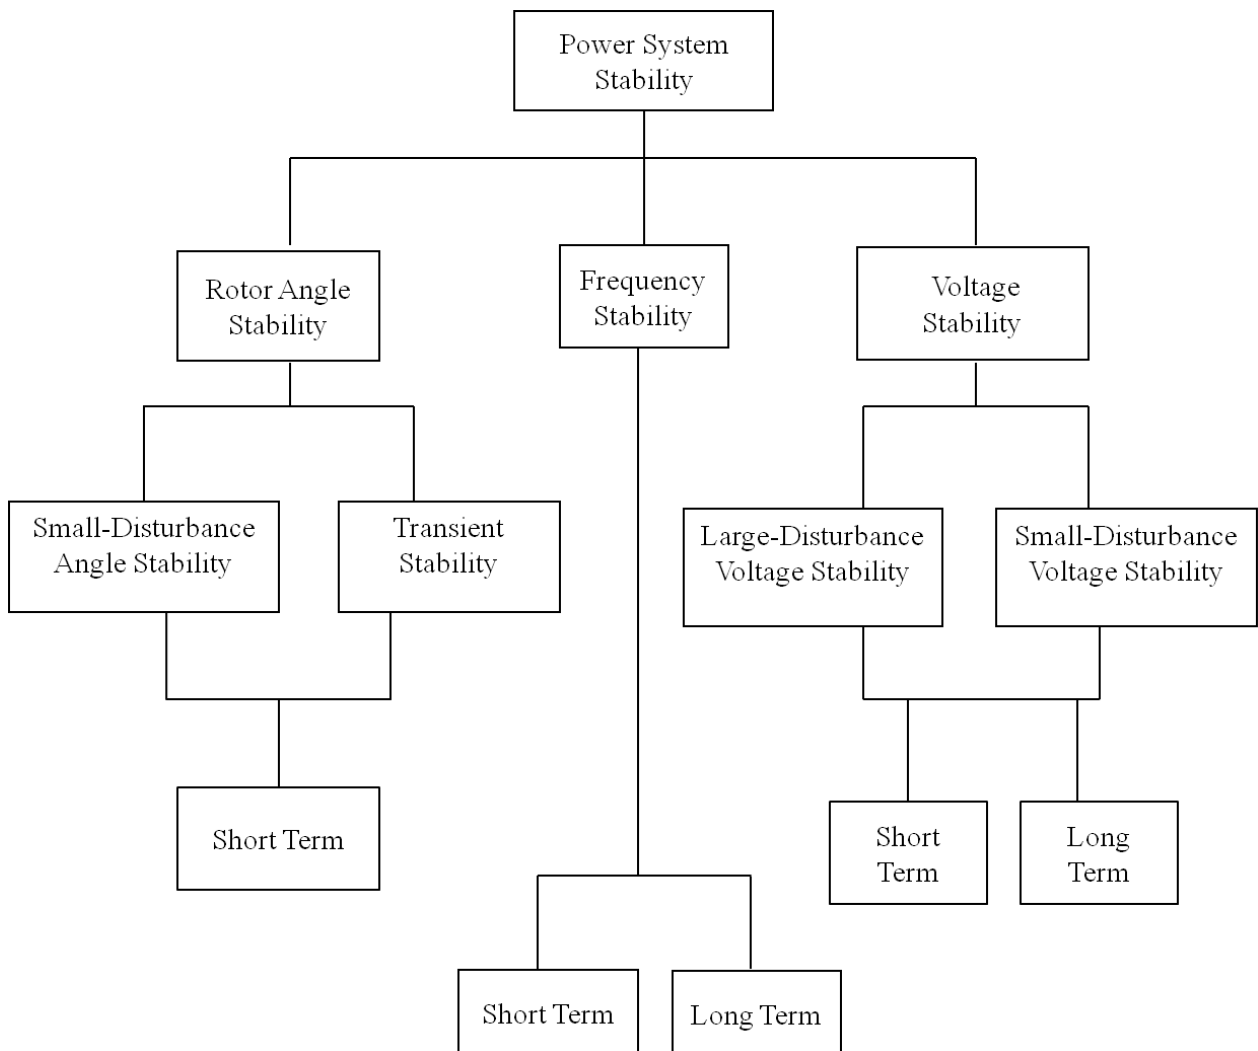 Power System
Stability
Rotor Angle
Stability
Frequency
Stability
Voltage
Stability
Small-Disturbance
Angle Stability
Transient
Stability
Large-Disturbance
Voltage Stability
Small-Disturbance
Voltage Stability
Short Term
Short
Term
Long
Term
Short Term
Long Term